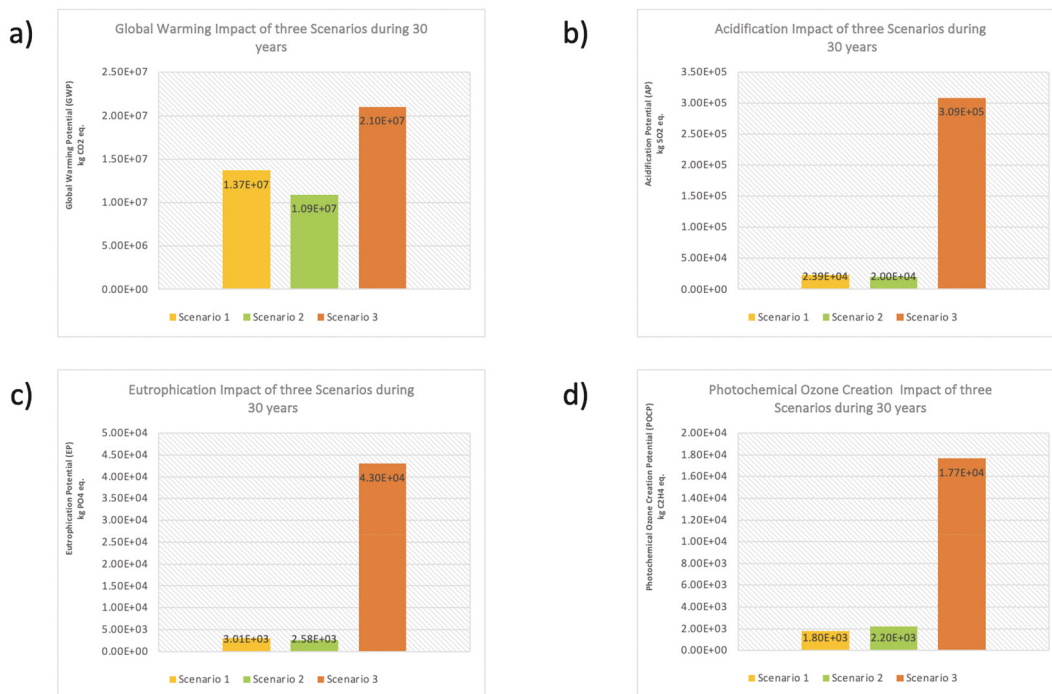 a)
Global Warming Impact of three Scenarios during 30
years
Global Warming Potential (GWP)
kg CO2 eq.
2.50E+07
2.00E+07
1.50E+07
1.00E+07
5.00E+06
0.00E+00
1.37E+07
1.09E+07
2.10E+07
Scenario 1 Scenario 2 Scenario 3
b)
Acidification Impact of three Scenarios during
30 years
Acidification Potential (AP)
kg SO2 eq.
3.50E+05
3.00E+05
2.50E+05
2.00E+05
1.50E+05
1.00E+05
5.00E+04
0.00E+00
2.39E+04
2.00E+04
3.09E+05
Scenario 1 Scenario 2 Scenario 3
c)
Eutrophication Impact of three Scenarios during
30 years
Eutrophication Potential (EP)
kg PO4 eq.
5.00E+04
4.50E+04
4.00E+04
3.50E+04
3.00E+04
2.50E+04
2.00E+04
1.50E+04
1.00E+04
5.00E+03
0.00E+00
3.01E+03
2.58E+03
4.30E+04
Scenario 1 Scenario 2 Scenario 3
d)
Photochemical Ozone Creation Impact of three
Scenarios during 30 years
Photochemical Ozone Creation Potential (POCP)
kg C2H4 eq.
2.00E+04
1.80E+04
1.60E+04
1.40E+04
1.20E+04
1.00E+04
8.00E+03
6.00E+03
4.00E+03
2.00E+03
0.00E+00
1.80E+03
2.20E+03
1.77E+04
Scenario 1 Scenario 2 Scenario 3